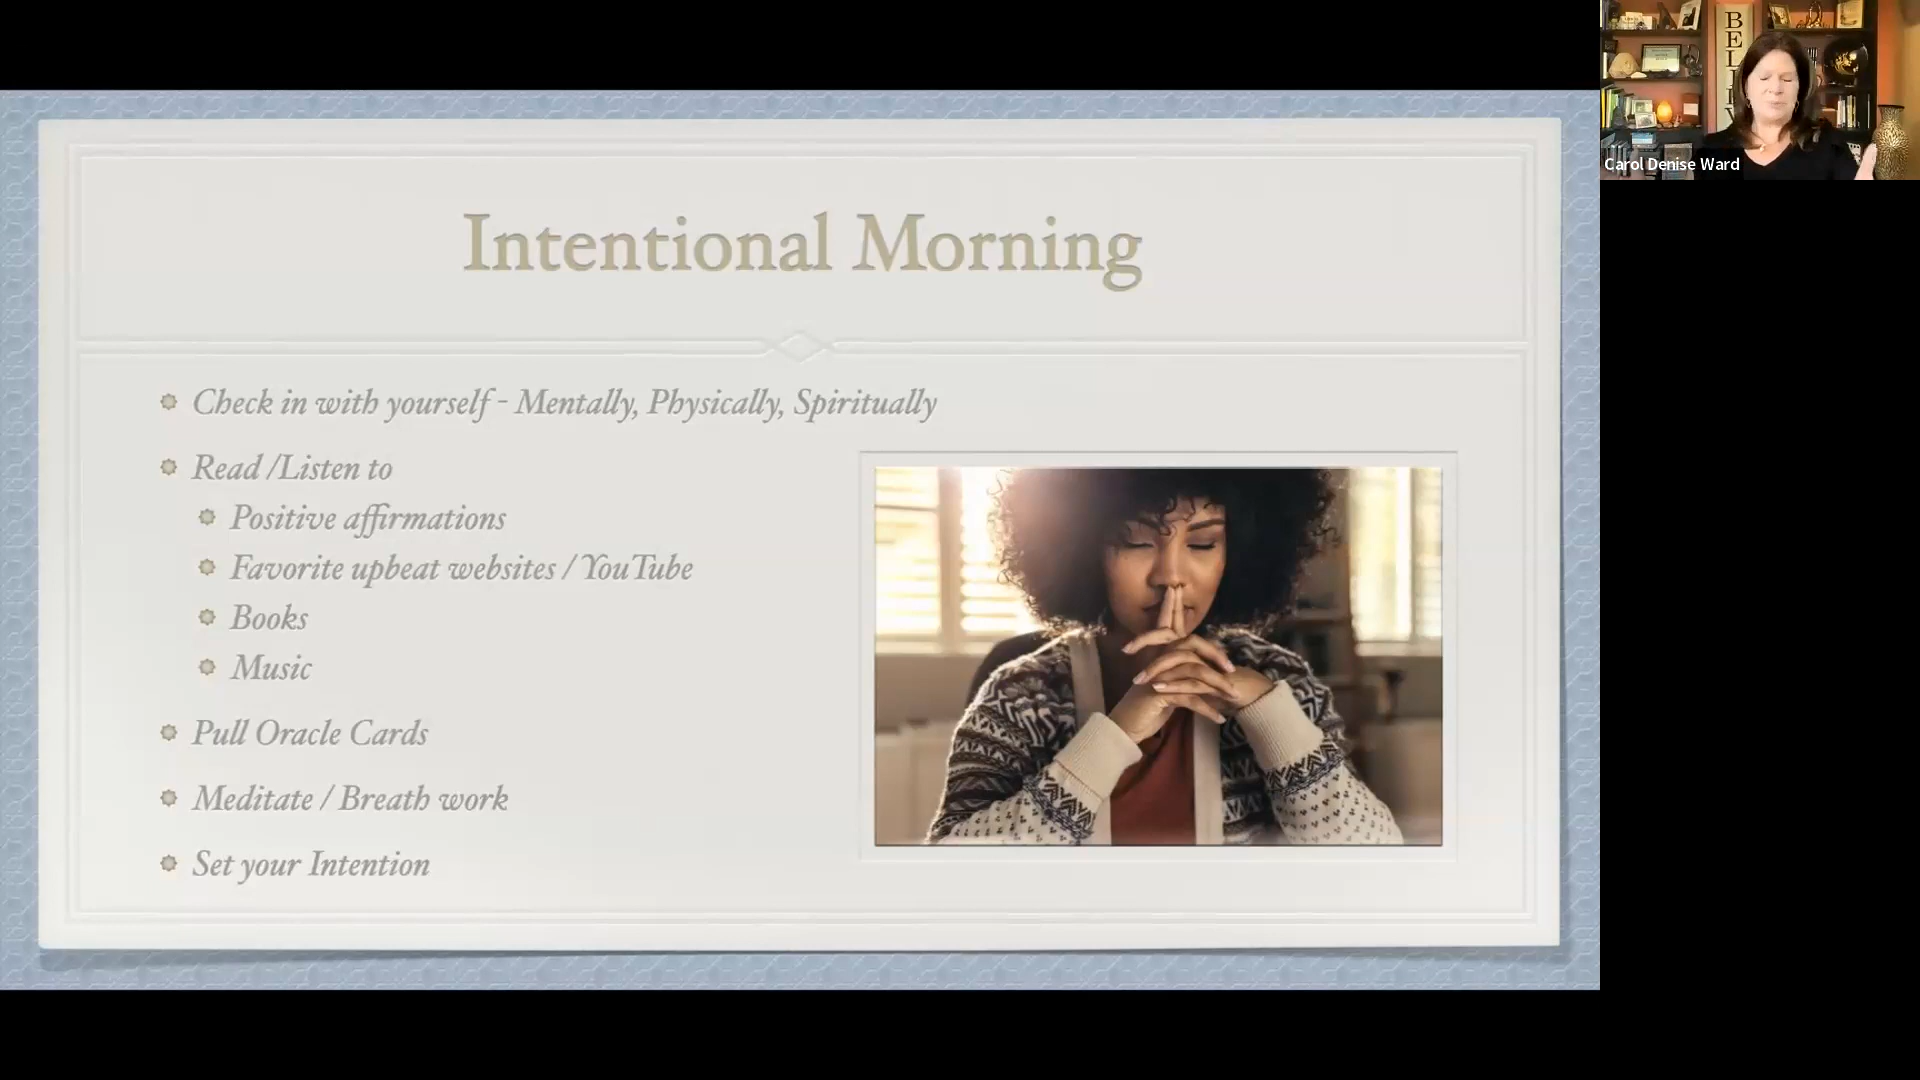 Intentional Morning
Check in with yourself - Mentally, Physically, Spiritually
Read /Listen to
Positive affirmations
Favorite upbeat websites / YouTube
Books
Music
Pull Oracle Cards
Meditate / Breath work
Set your Intention
BELIEV
Carol Denise Ward